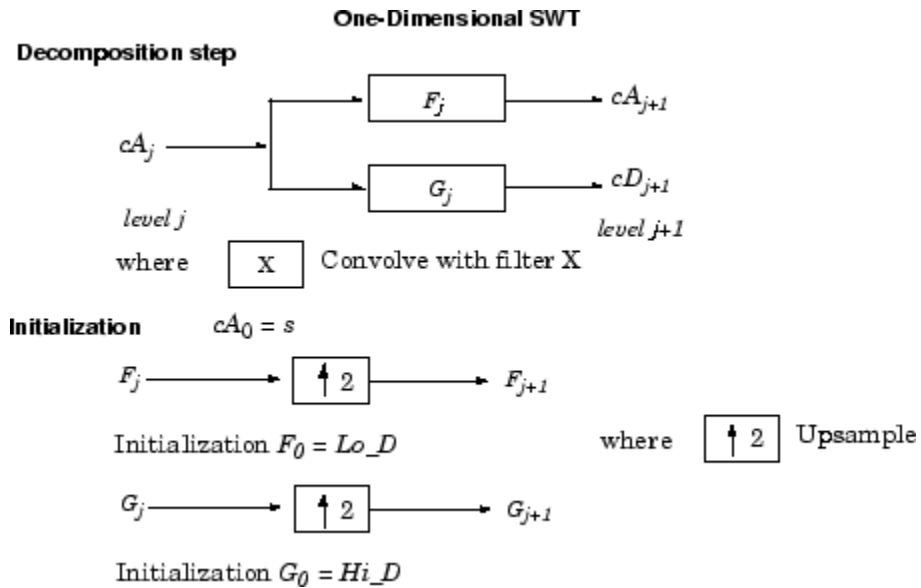 One-Dimensional SWT
Decomposition step
F_j
cA_{j+1}
cA_j
G_j
cD_{j+1}
level j
level j+1
where X Convolve with filter X
Initialization cA_0 = s
F_j ↑ 2 F_{j+1}
Initialization F_0 = Lo_D where ↑ 2 Upsample
G_j ↑ 2 G_{j+1}
Initialization G_0 = Hi_D